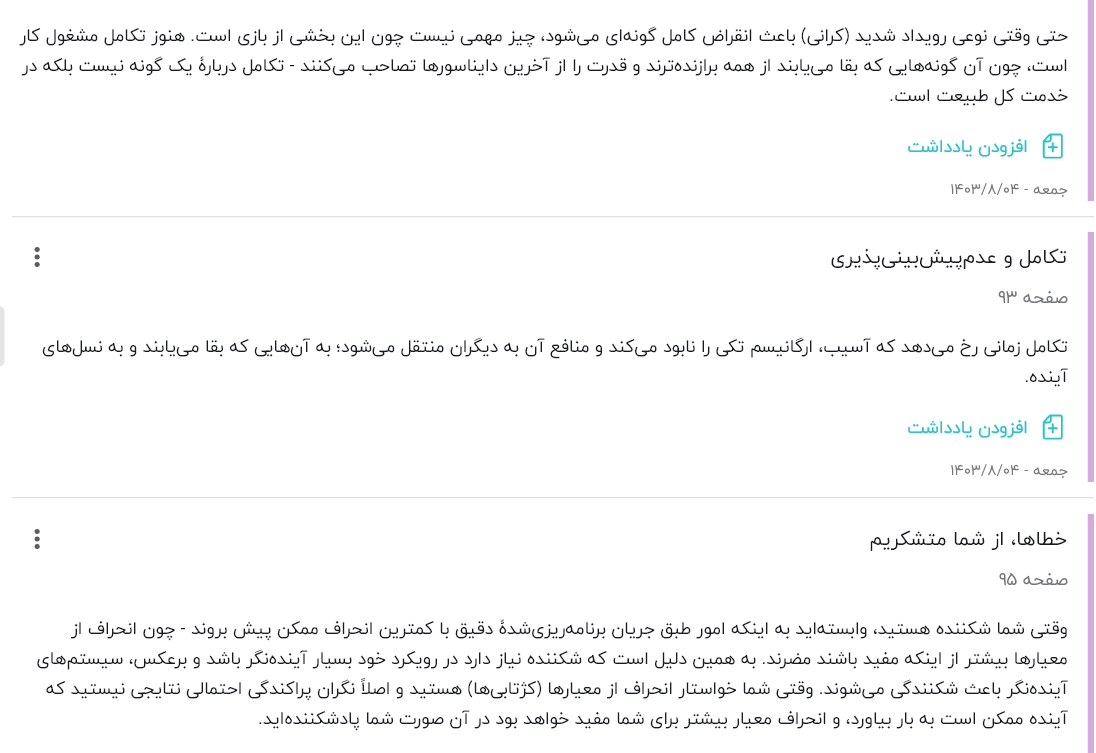 حتی وقتی نوعی رویداد شدید (کرانی) باعث انقراض کامل گونه‌ای می‌شود، چیز مهمی نیست چون این بخشی از بازی است. هنوز تکامل مشغول کار
است، چون آن گونه‌هایی که بقا می‌یابند از همه برازنده‌ترند و قدرت را از آخرین دایناسورها تصاحب می‌کنند - تکامل دربارهٔ یک گونه نیست بلکه در
خدمت کل طبیعت است.
افزودن یادداشت
جمعه - ۱۴۰۳/۸/۰۴
تکامل و عدم‌پیش‌بینی‌پذیری
صفحه ۹۳
تکامل زمانی رخ می‌دهد که آسیب، ارگانیسم تکی را نابود می‌کند و منافع آن به دیگران منتقل می‌شود؛ به آن‌هایی که بقا می‌یابند و به نسل‌های
آینده.
افزودن یادداشت
جمعه - ۱۴۰۳/۸/۰۴
خطاها، از شما متشکریم
صفحه ۹۵
وقتی شما شکننده هستید، وابسته‌اید به اینکه امور طبق جریان برنامه‌ریزی‌شدهٔ دقیق با کمترین انحراف ممکن پیش بروند - چون انحراف از
معیارها بیشتر از اینکه مفید باشند مضرند. به همین دلیل است که شکننده نیاز دارد در رویکرد خود بسیار آینده‌نگر باشد و برعکس، سیستم‌های
آینده‌نگر باعث شکنندگی می‌شوند. وقتی شما خواستار انحراف از معیارها (کژتابی‌ها) هستید و اصلاً نگران پراکندگی احتمالی نتایجی نیستید که
آینده ممکن است به بار بیاورد، و انحراف معیار بیشتر برای شما مفید خواهد بود در آن صورت شما پادشکننده‌اید.